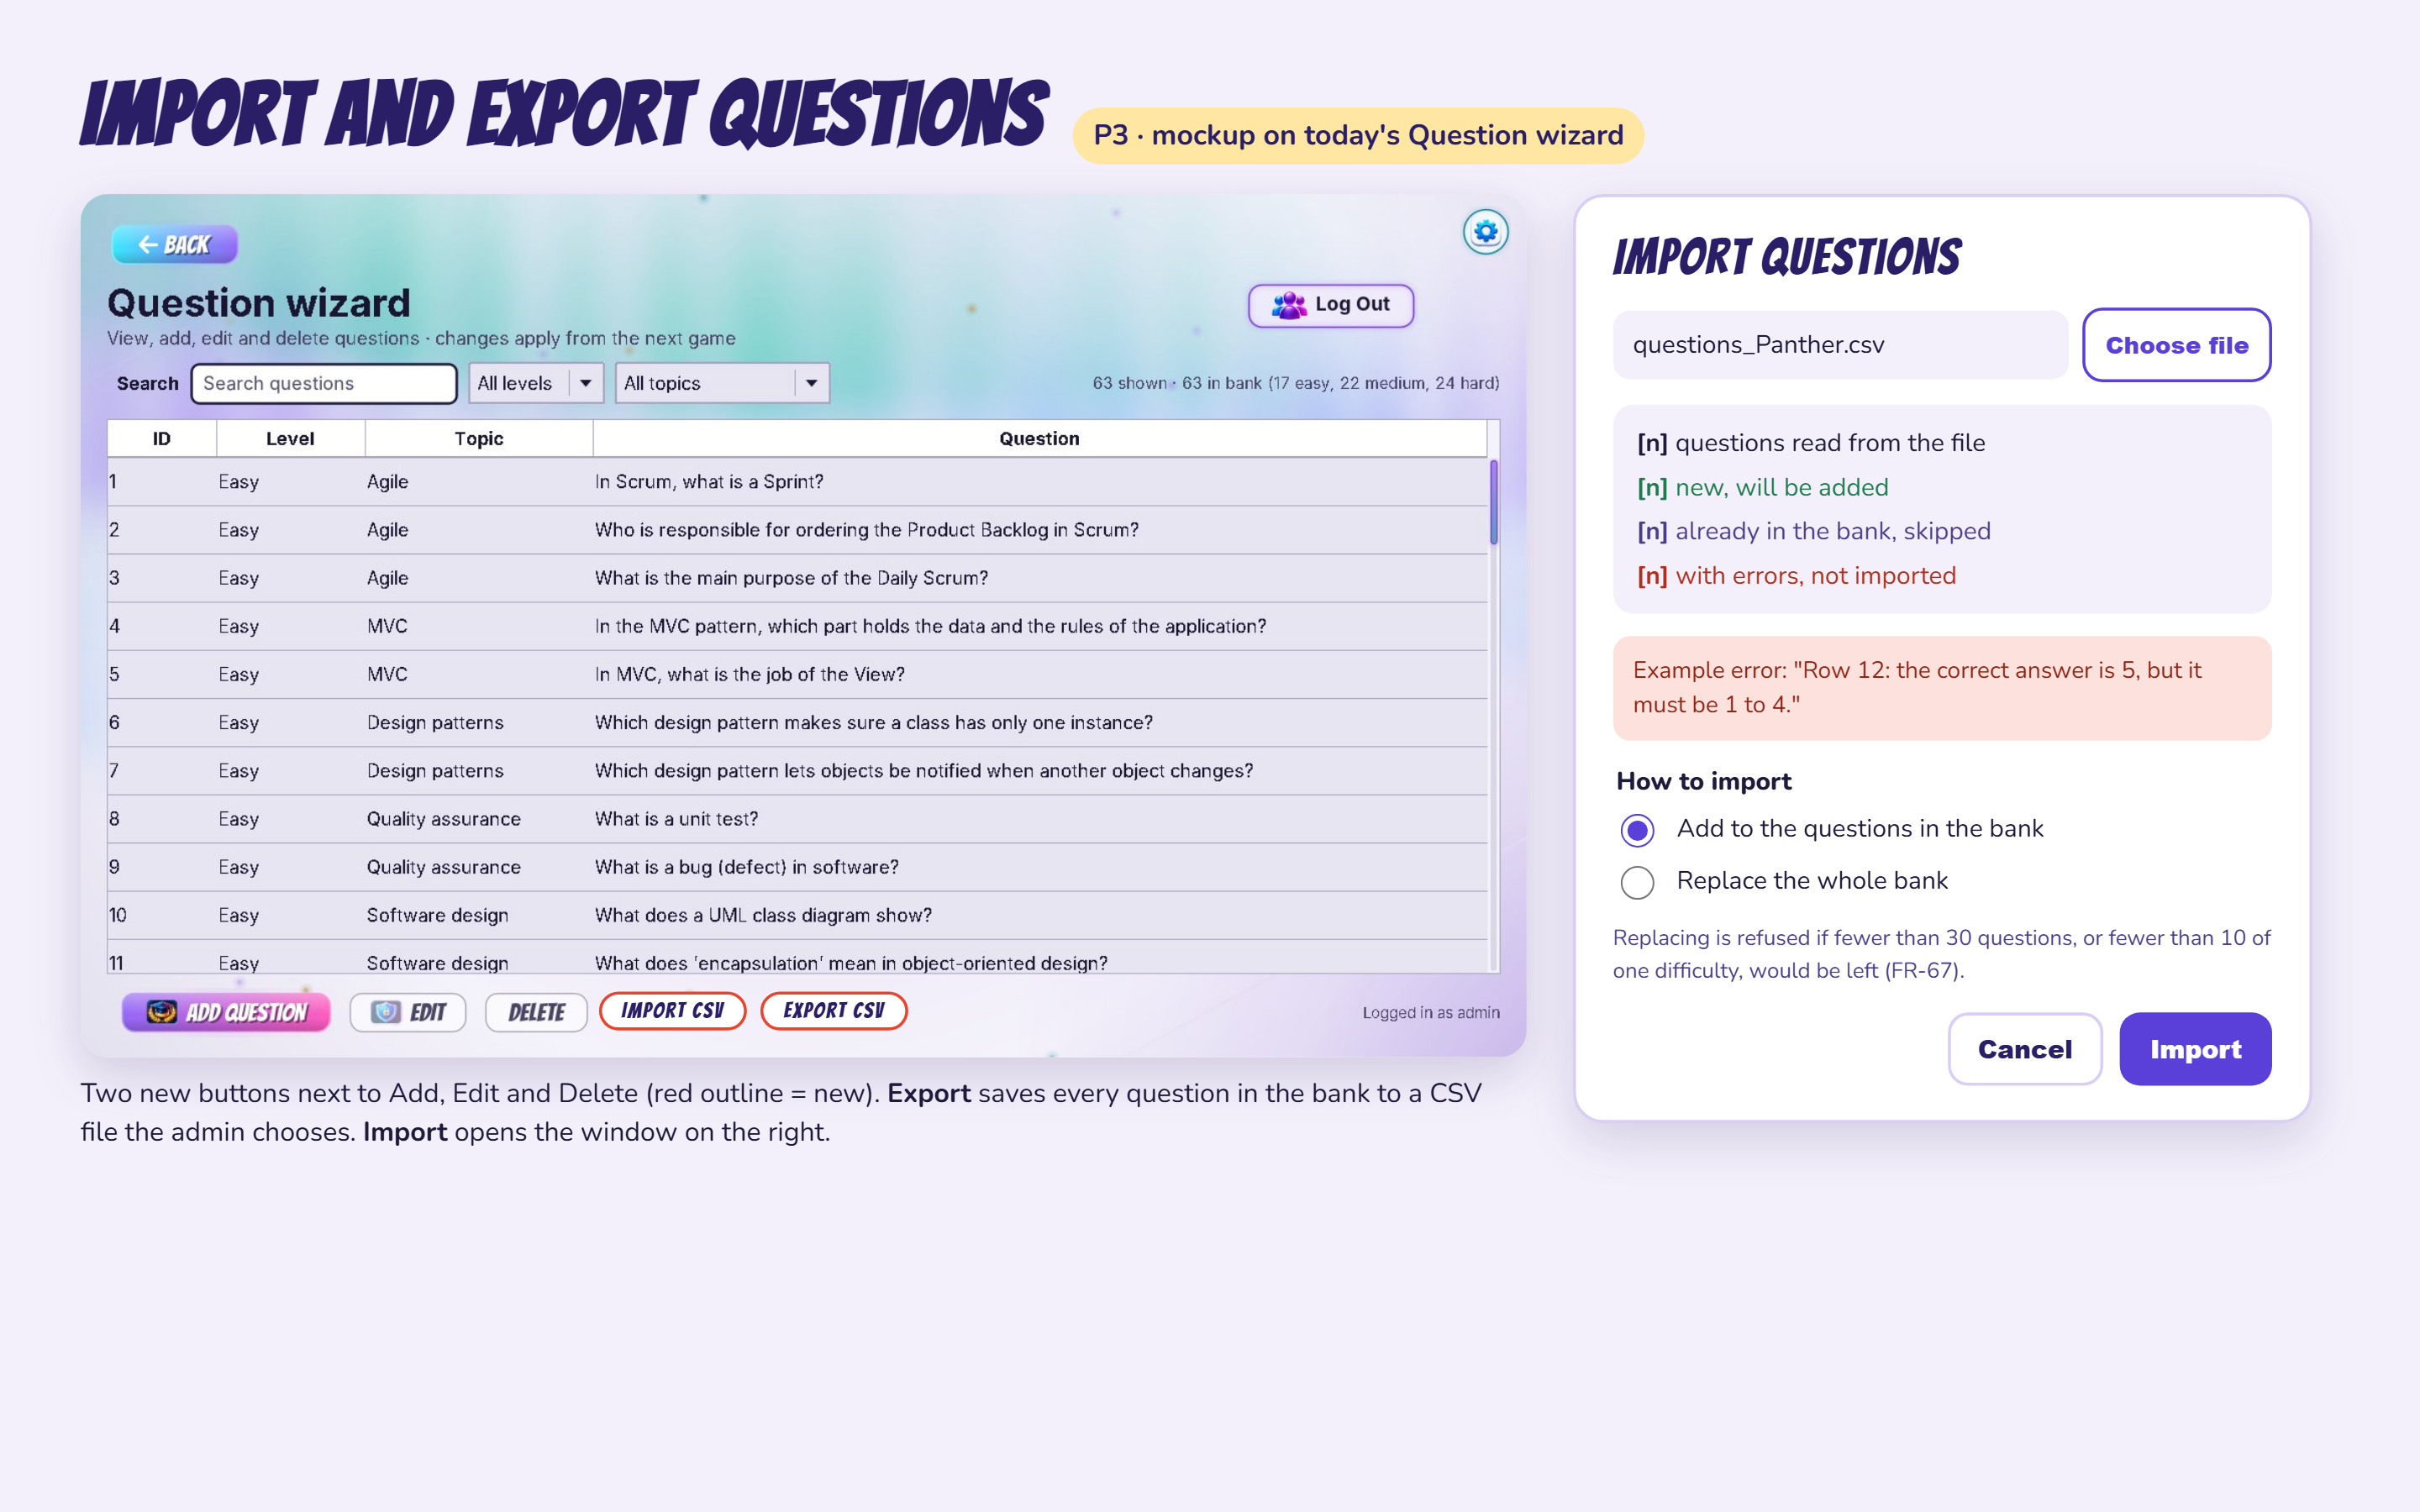 IMPORT AND EXPORT QUESTIONS
P3 · mockup on today's Question wizard
← BACK
Question wizard
Log Out
View, add, edit and delete questions · changes apply from the next game
Search Search questions All levels All topics 63 shown · 63 in bank (17 easy, 22 medium, 24 hard)
ID Level Topic Question
1 Easy Agile In Scrum, what is a Sprint?
2 Easy Agile Who is responsible for ordering the Product Backlog in Scrum?
3 Easy Agile What is the main purpose of the Daily Scrum?
4 Easy MVC In the MVC pattern, which part holds the data and the rules of the application?
5 Easy MVC In MVC, what is the job of the View?
6 Easy Design patterns Which design pattern makes sure a class has only one instance?
7 Easy Design patterns Which design pattern lets objects be notified when another object changes?
8 Easy Quality assurance What is a unit test?
9 Easy Quality assurance What is a bug (defect) in software?
10 Easy Software design What does a UML class diagram show?
11 Easy Software design What does 'encapsulation' mean in object-oriented design?
ADD QUESTION EDIT DELETE IMPORT CSV EXPORT CSV Logged in as admin
Two new buttons next to Add, Edit and Delete (red outline = new). Export saves every question in the bank to a CSV
file the admin chooses. Import opens the window on the right.
IMPORT QUESTIONS
questions_Panther.csv Choose file
[n] questions read from the file
[n] new, will be added
[n] already in the bank, skipped
[n] with errors, not imported
Example error: "Row 12: the correct answer is 5, but it
must be 1 to 4."
How to import
Add to the questions in the bank
Replace the whole bank
Replacing is refused if fewer than 30 questions, or fewer than 10 of
one difficulty, would be left (FR-67).
Cancel Import